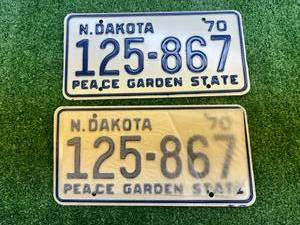 N.DAKOTA 70
125-867
PEACE GARDEN STATE
N.DAKOTA '70
125-867
PEACE GARDEN STATE